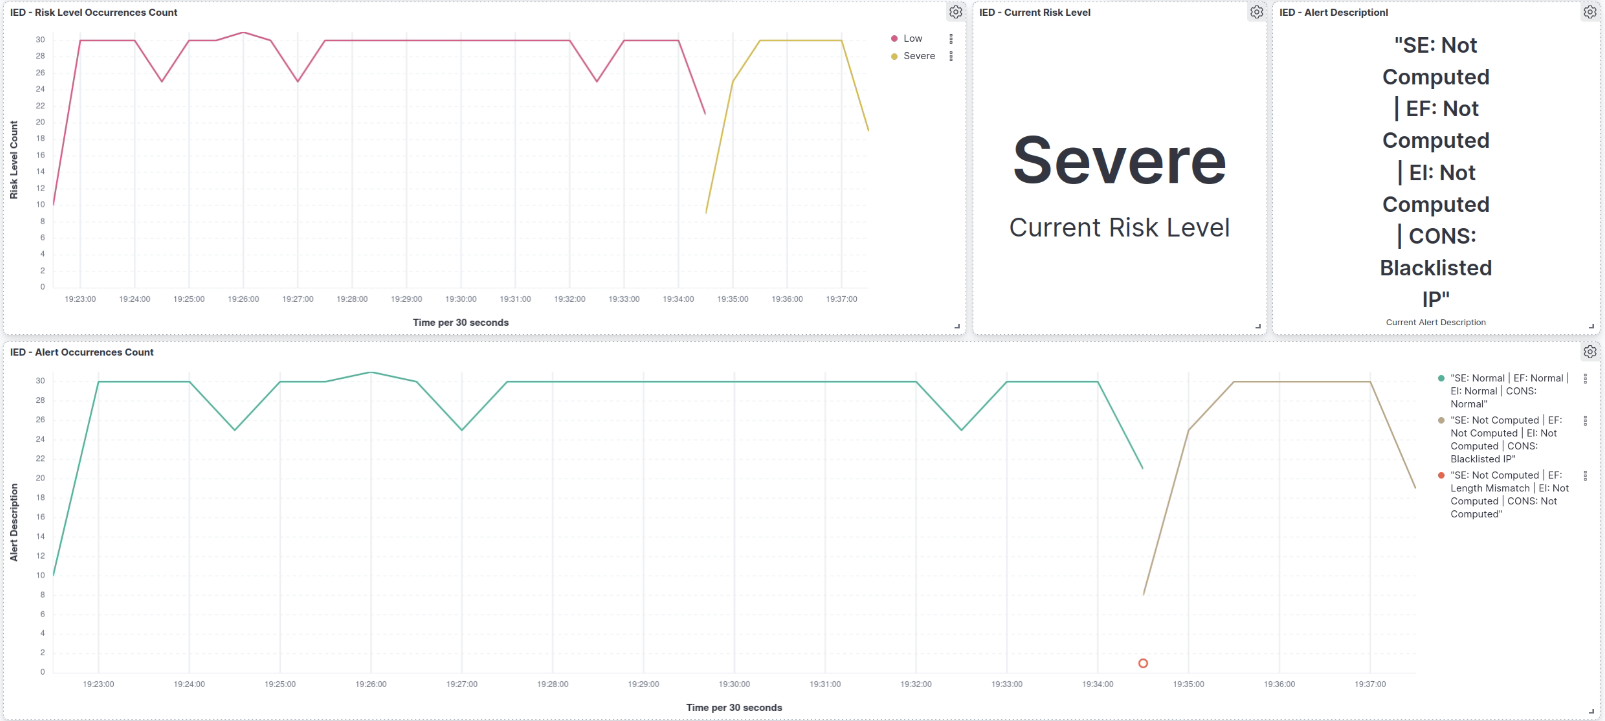 IED - Risk Level Occurrences Count
Risk Level Count
30
28
26
24
22
20
18
16
14
12
10
8
6
4
2
0
19:23:00 19:24:00 19:25:00 19:26:00 19:27:00 19:28:00 19:29:00 19:30:00 19:31:00 19:32:00 19:33:00 19:34:00 19:35:00 19:36:00 19:37:00
Time per 30 seconds
Low
Severe
IED - Current Risk Level
Severe
Current Risk Level
IED - Alert Descriptionl
"SE: Not
Computed
| EF: Not
Computed
| EI: Not
Computed
| CONS:
Blacklisted
IP"
Current Alert Description
IED - Alert Occurrences Count
Alert Description
30
28
26
24
22
20
18
16
14
12
10
8
6
4
2
0
19:23:00 19:24:00 19:25:00 19:26:00 19:27:00 19:28:00 19:29:00 19:30:00 19:31:00 19:32:00 19:33:00 19:34:00 19:35:00 19:36:00 19:37:00
Time per 30 seconds
"SE: Normal | EF: Normal |
EI: Normal | CONS:
Normal"
"SE: Not Computed | EF:
Not Computed | EI: Not
Computed | CONS:
Blacklisted IP"
"SE: Not Computed | EF:
Length Mismatch | EI: Not
Computed | CONS: Not
Computed"